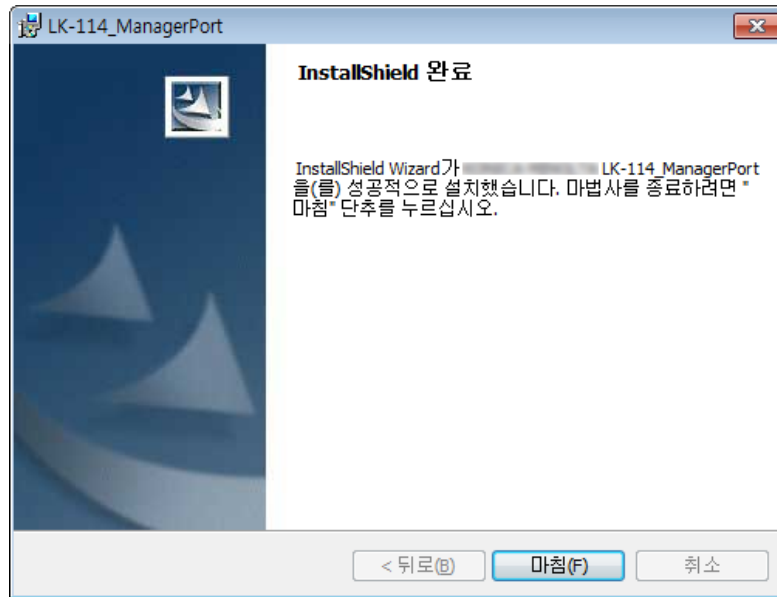 LK-114_ManagerPort
InstallShield 완료
InstallShield Wizard가 LK-114_ManagerPort
을(를) 성공적으로 설치했습니다. 마법사를 종료하려면 "
마침" 단추를 누르십시오.
< 뒤로(B) 마침(F) 취소